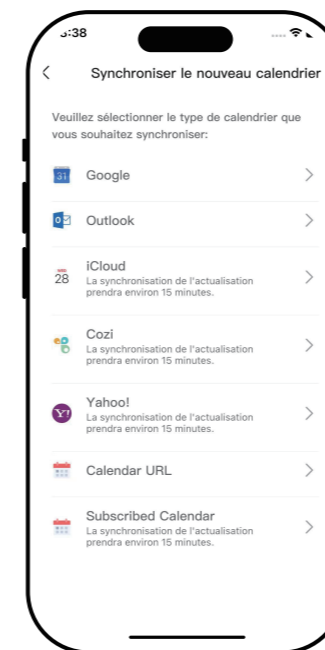 :38
Synchroniser le nouveau calendrier
Veuillez sélectionner le type de calendrier que
vous souhaitez synchroniser:
31
Google
Outlook
28
iCloud
La synchronisation de l'actualisation
prendra environ 15 minutes.
Cozi
La synchronisation de l'actualisation
prendra environ 15 minutes.
Y!
Yahoo!
La synchronisation de l'actualisation
prendra environ 15 minutes.
Calendar URL
Subscribed Calendar
La synchronisation de l'actualisation
prendra environ 15 minutes.